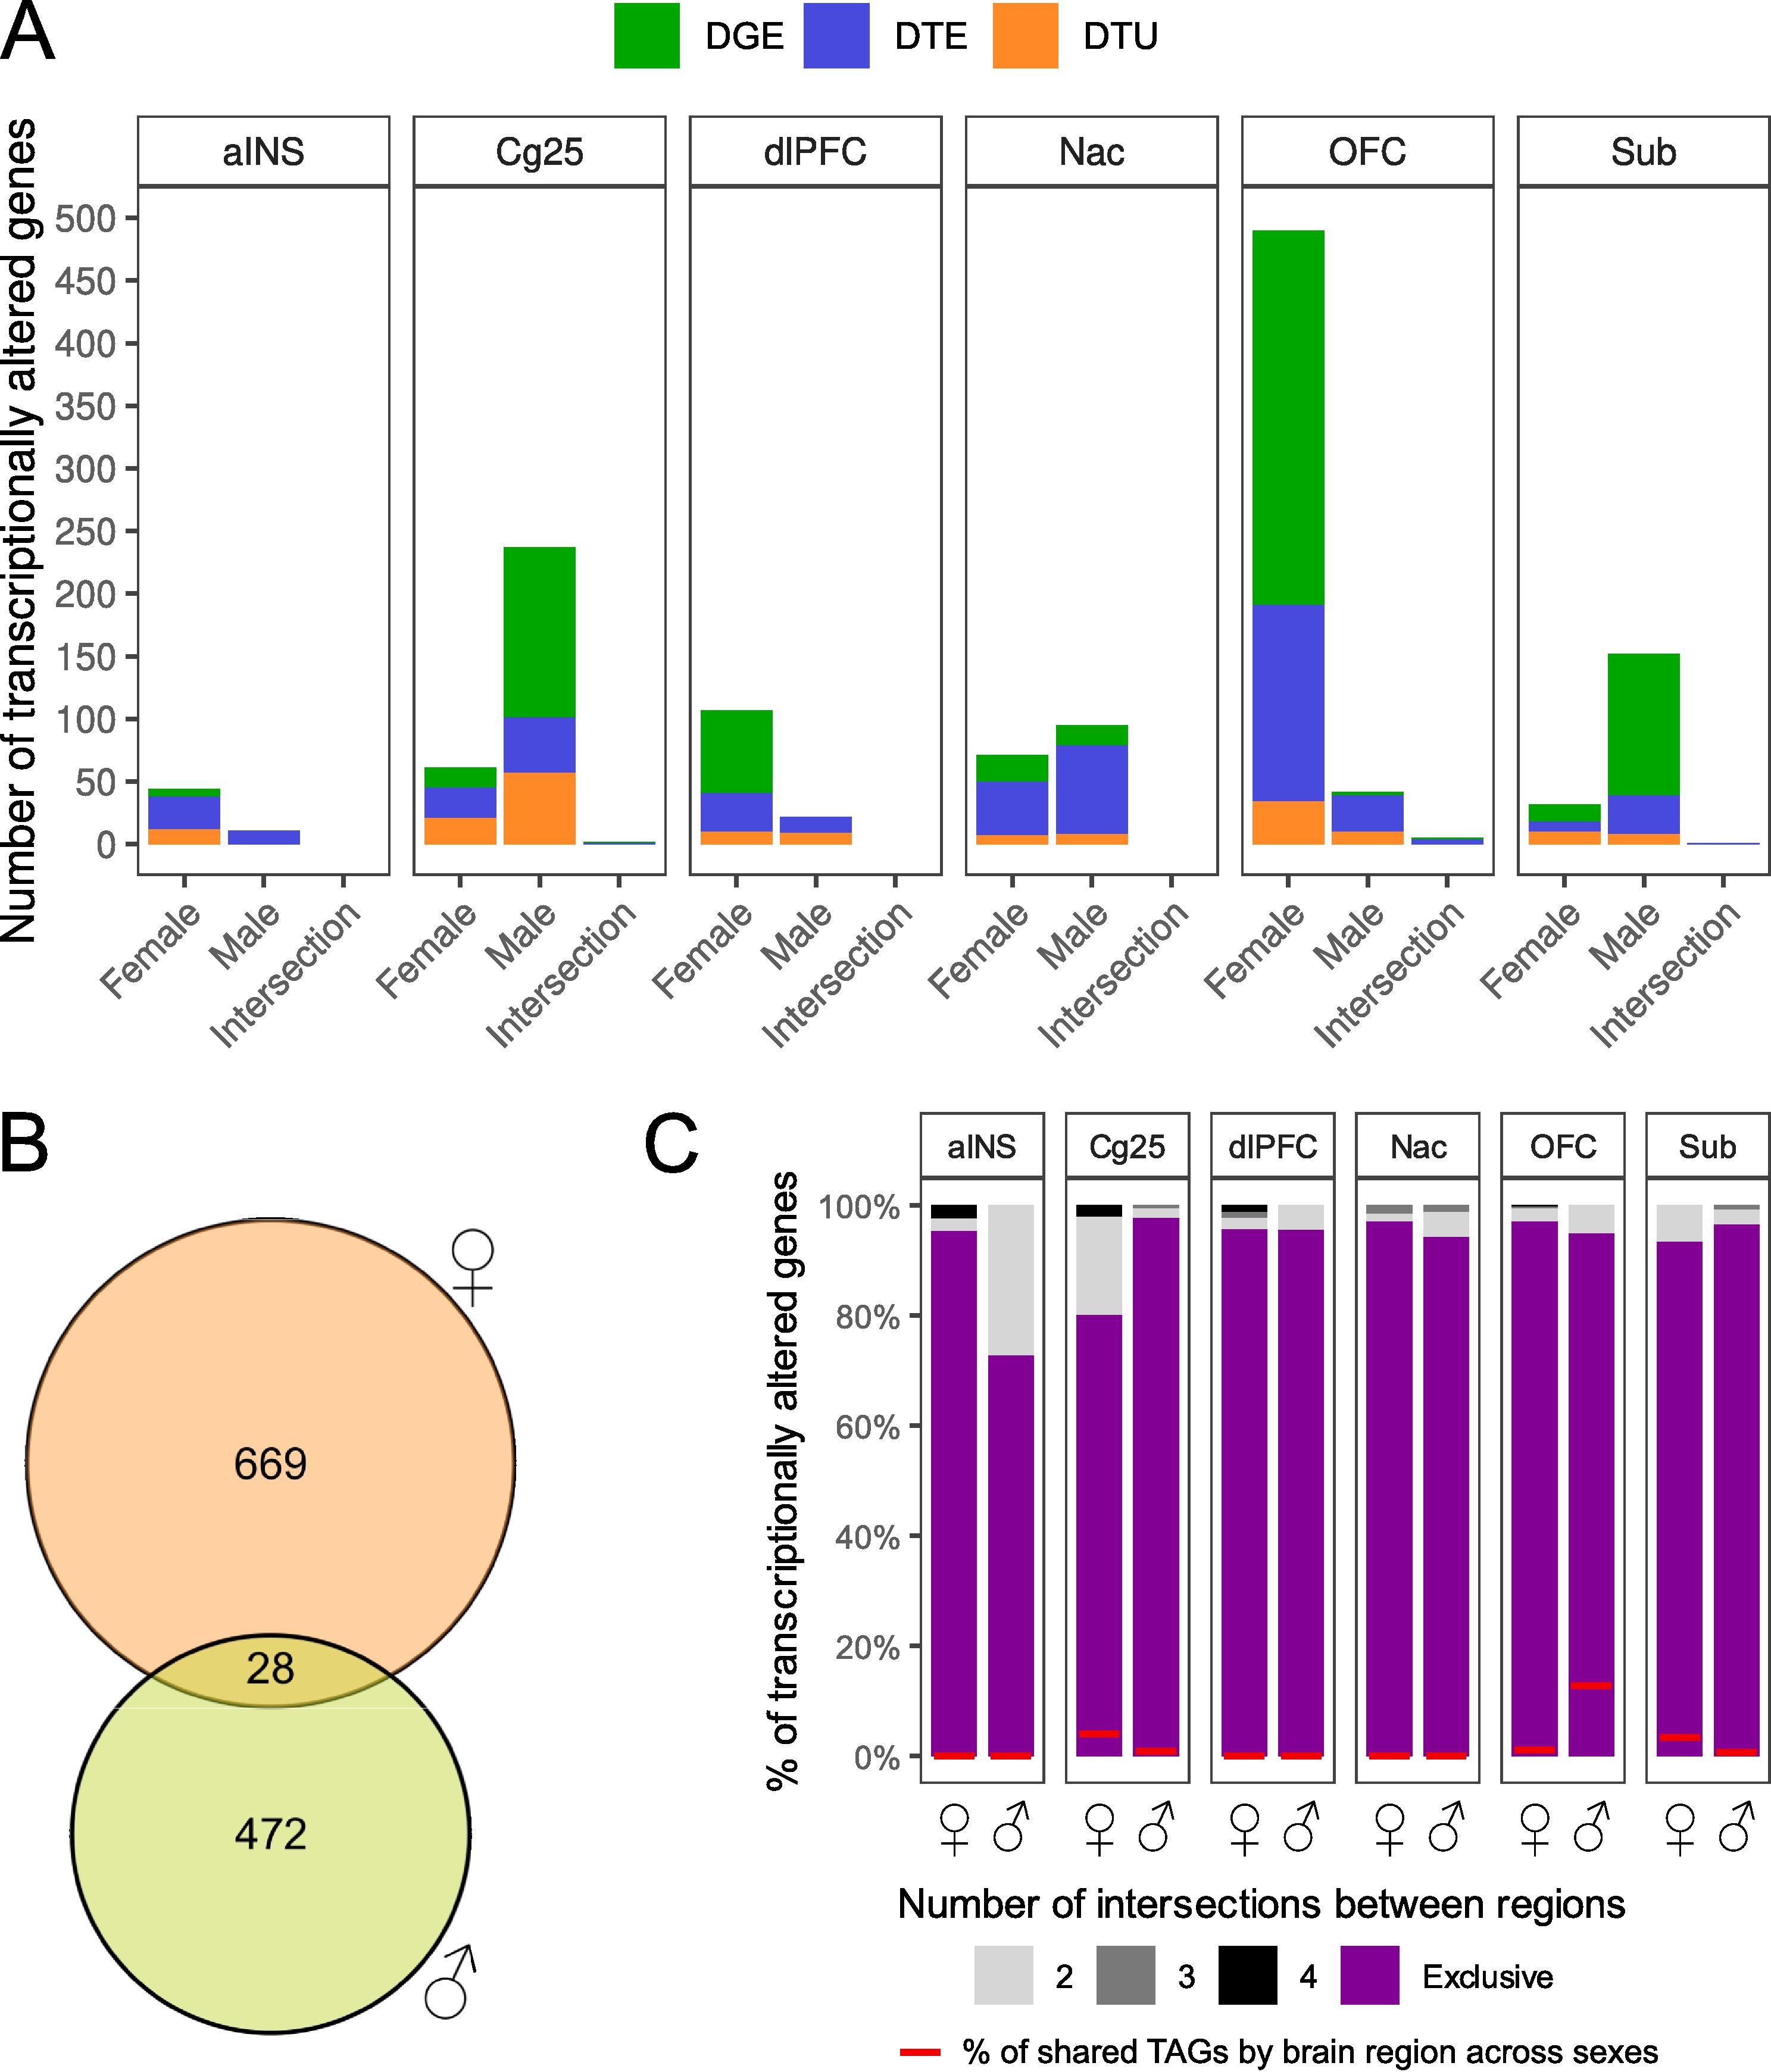 A
DGE DTE DTU
Number of transcriptionally altered genes
aINS Cg25 dlPFC Nac OFC Sub
500
450
400
350
300
250
200
150
100
50
0
Female Male Intersection Female Male Intersection Female Male Intersection Female Male Intersection Female Male Intersection Female Male Intersection
B
♀
669
28
472
♂
C
% of transcriptionally altered genes
aINS Cg25 dlPFC Nac OFC Sub
100%
80%
60%
40%
20%
0%
♀ ♂ ♀ ♂ ♀ ♂ ♀ ♂ ♀ ♂ ♀ ♂
Number of intersections between regions
2 3 4 Exclusive
% of shared TAGs by brain region across sexes